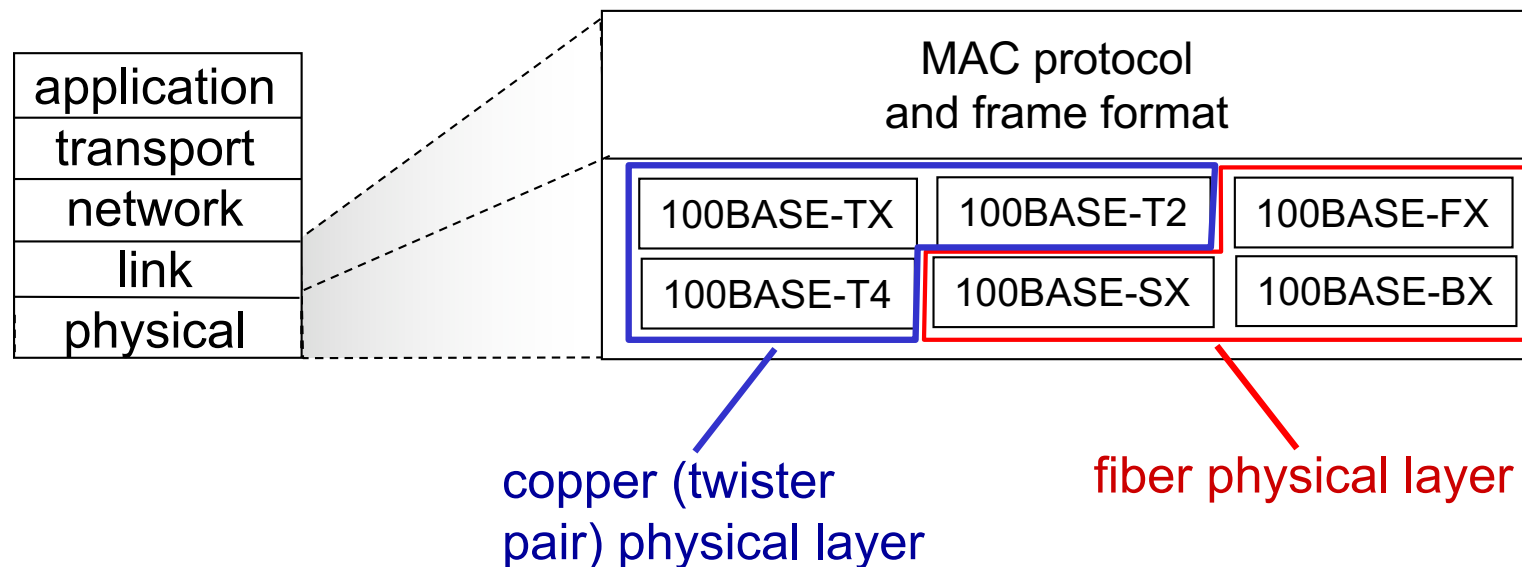 application
transport
network
link
physical
MAC protocol
and frame format
100BASE-TX
100BASE-T2
100BASE-FX
100BASE-T4
100BASE-SX
100BASE-BX
copper (twister
pair) physical layer
fiber physical layer